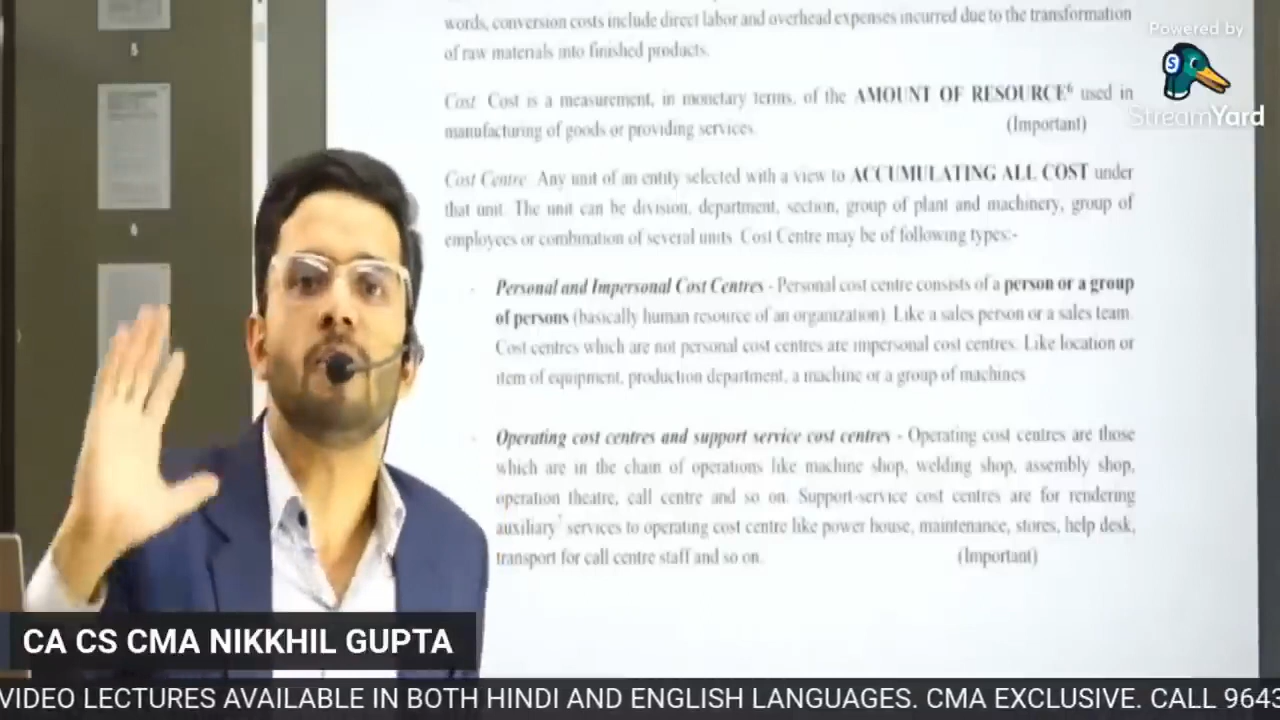 5
words, conversion costs include direct labor and overhead expenses incurred due to the transformation
of raw materials into finished products.
Powered by
S
StreamYard
Cost Cost is a measurement, in monetary terms, of the AMOUNT OF RESOURCE⁶ used in
manufacturing of goods or providing services. (Important)
Cost Centre Any unit of an entity selected with a view to ACCUMULATING ALL COST under
that unit. The unit can be division, department, section, group of plant and machinery, group of
employees or combination of several units. Cost Centre may be of following types:-
6
Personal and Impersonal Cost Centres - Personal cost centre consists of a person or a group
of persons (basically human resource of an organization). Like a sales person or a sales team.
Cost centres which are not personal cost centres are impersonal cost centres. Like location or
item of equipment, production department, a machine or a group of machines
Operating cost centres and support service cost centres - Operating cost centres are those
which are in the chain of operations like machine shop, welding shop, assembly shop,
operation theatre, call centre and so on. Support-service cost centres are for rendering
auxiliary⁷ services to operating cost centre like power house, maintenance, stores, help desk,
transport for call centre staff and so on. (Important)
CA CS CMA NIKKHIL GUPTA
VIDEO LECTURES AVAILABLE IN BOTH HINDI AND ENGLISH LANGUAGES. CMA EXCLUSIVE. CALL 9643